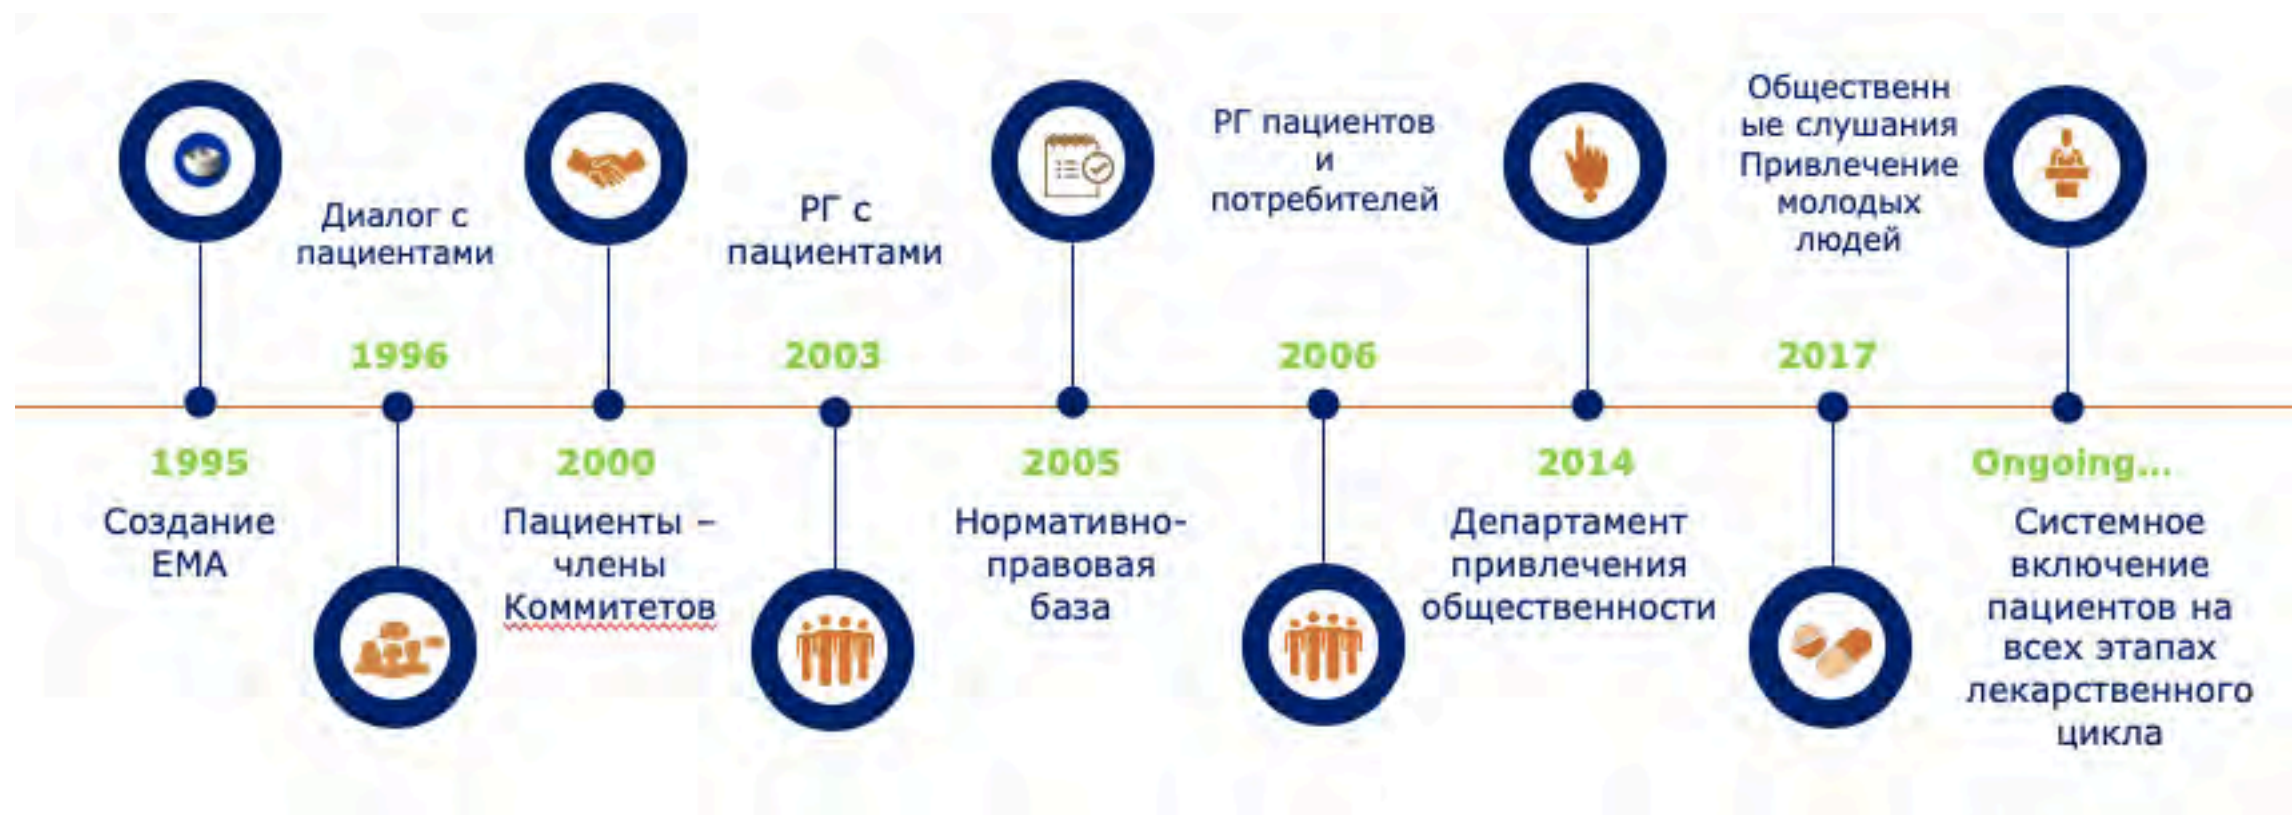 1995
Создание
ЕМА
Диалог с
пациентами
1996
2000
Пациенты –
члены
Коммитетов
РГ с
пациентами
2003
2005
Нормативно-
правовая
база
РГ пациентов
и
потребителей
2006
2014
Департамент
привлечения
общественности
Общественн
ые слушания
Привлечение
молодых
людей
2017
Ongoing...
Системное
включение
пациентов на
всех этапах
лекарственного
цикла